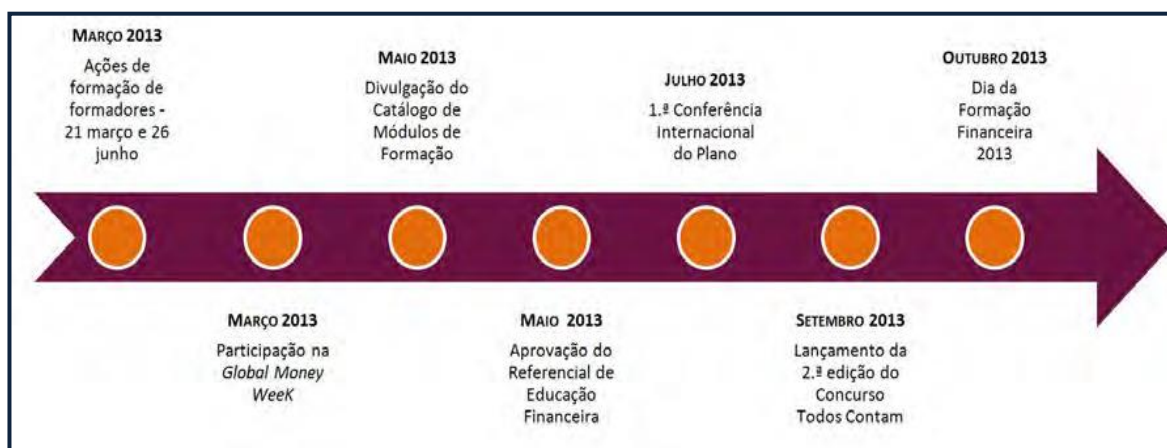 MARÇO 2013
Ações de
formação de
formadores -
21 março e 26
junho
MARÇO 2013
Participação na
Global Money
WeeK
MAIO 2013
Divulgação do
Catálogo de
Módulos de
Formação
MAIO 2013
Aprovação do
Referencial de
Educação
Financeira
JULHO 2013
1.ª Conferência
Internacional
do Plano
SETEMBRO 2013
Lançamento da
2.ª edição do
Concurso
Todos Contam
OUTUBRO 2013
Dia da
Formação
Financeira
2013